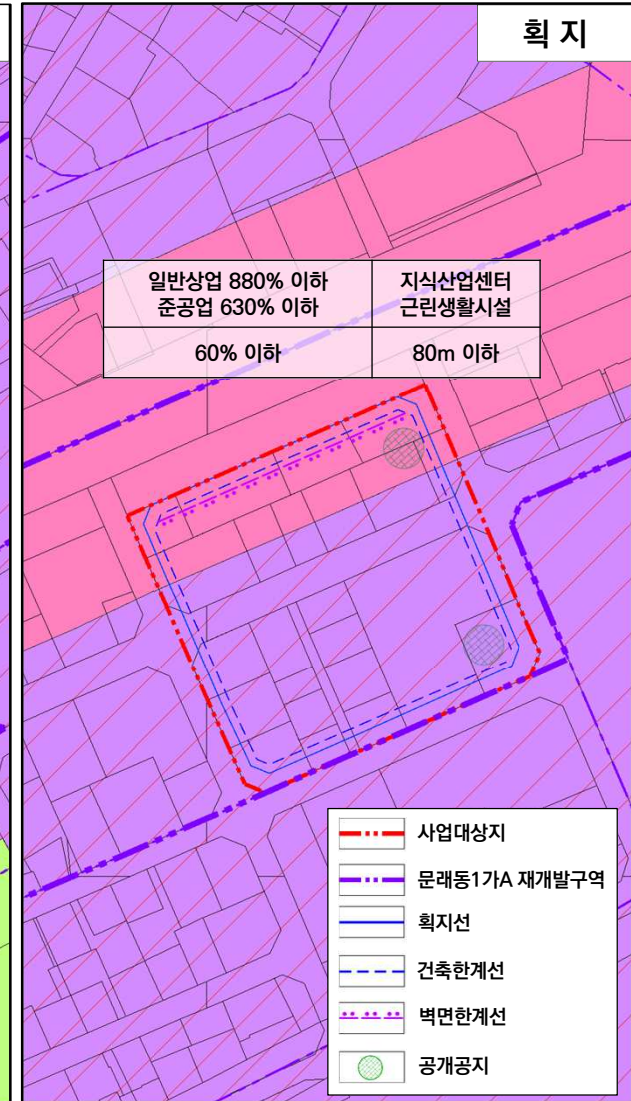 획 지
일반상업 880% 이하
준공업 630% 이하
지식산업센터
근린생활시설
60% 이하
80m 이하
사업대상지
문래동1가A 재개발구역
획지선
건축한계선
벽면한계선
공개공지